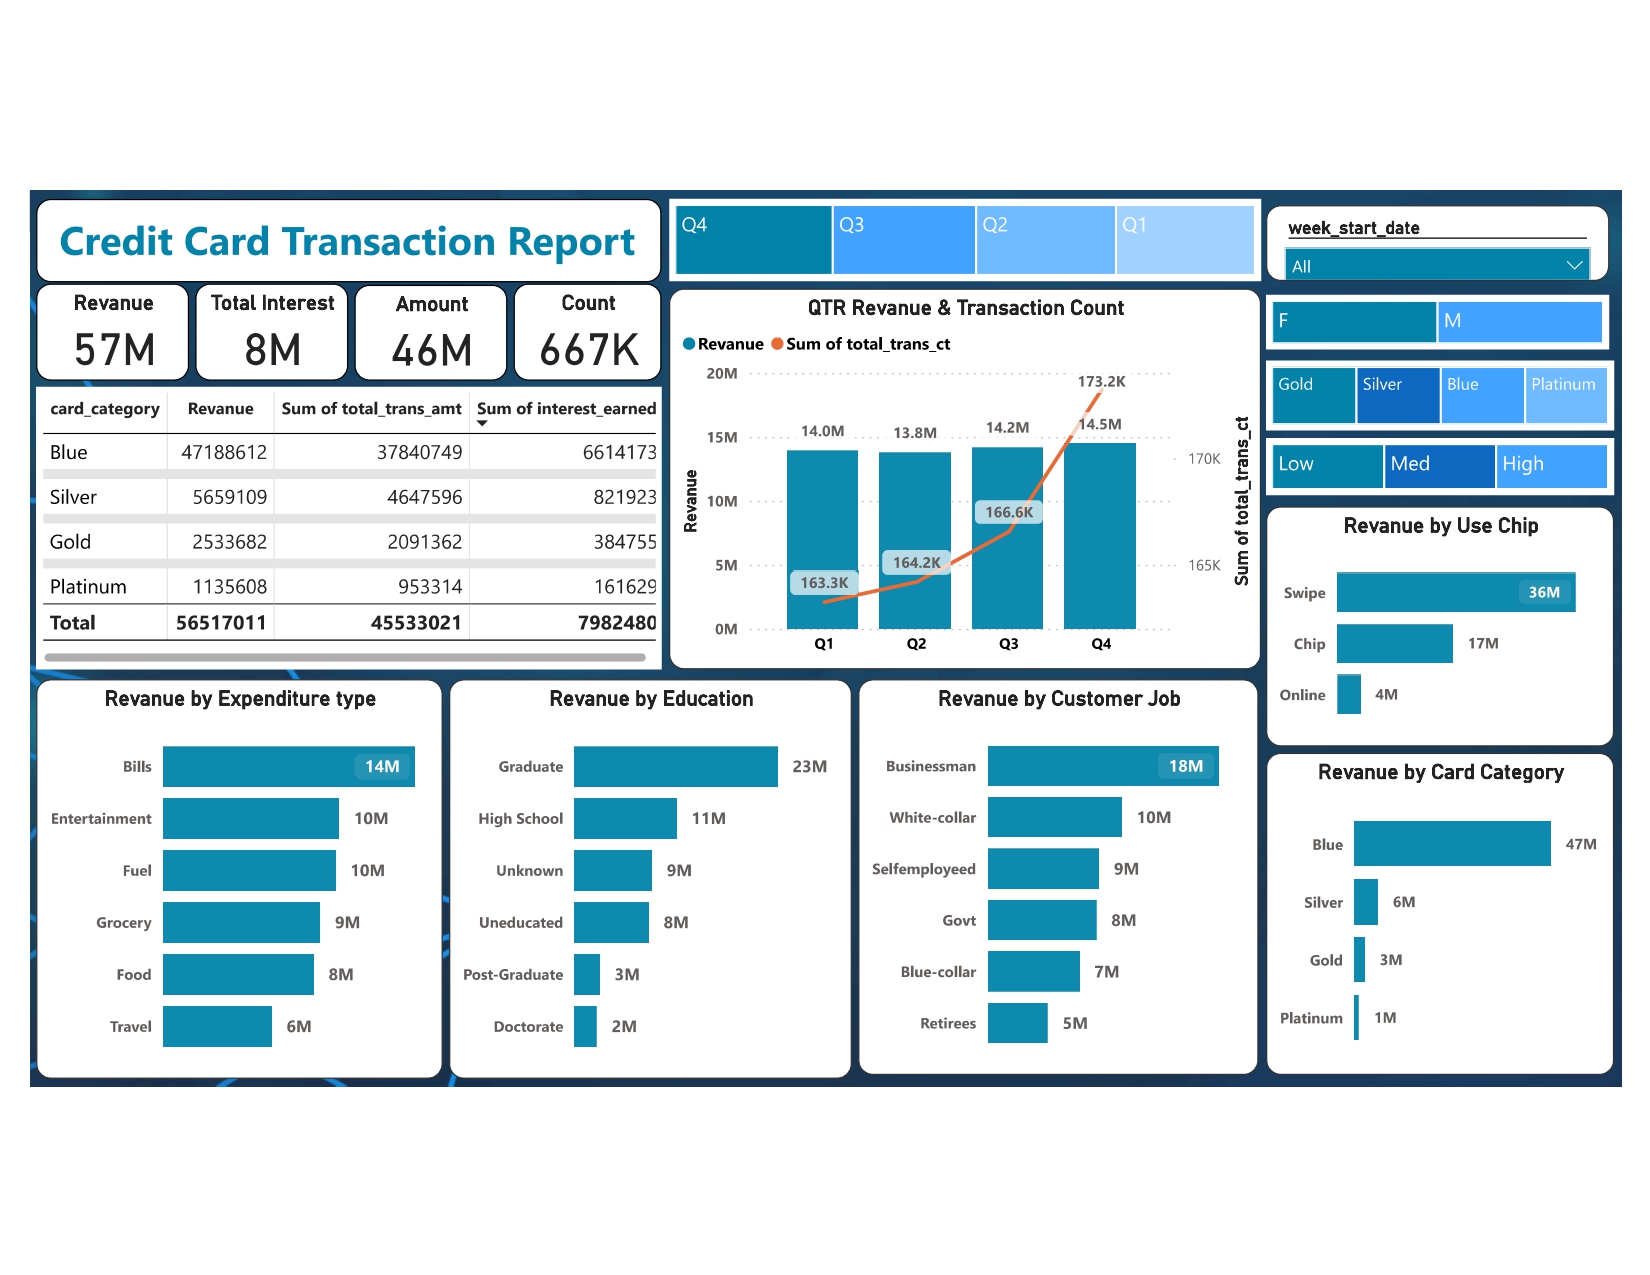 Credit Card Transaction Report
Q4 Q3 Q2 Q1
week_start_date
All
Revanue Total Interest Amount Count
57M 8M 46M 667K
F M
Gold Silver Blue Platinum
Low Med High
card_category Revanue Sum of total_trans_amt Sum of interest_earned
Blue 47188612 37840749 6614173
Silver 5659109 4647596 821923
Gold 2533682 2091362 384755
Platinum 1135608 953314 161629
Total 56517011 45533021 7982480
QTR Revanue & Transaction Count
Revanue Sum of total_trans_ct
Revanue
20M
15M
10M
5M
0M
14.0M 13.8M 14.2M 14.5M
163.3K 164.2K 166.6K 173.2K
Q1 Q2 Q3 Q4
170K
165K
Sum of total_trans_ct
Revanue by Use Chip
Swipe 36M
Chip 17M
Online 4M
Revanue by Expenditure type
Bills 14M
Entertainment 10M
Fuel 10M
Grocery 9M
Food 8M
Travel 6M
Revanue by Education
Graduate 23M
High School 11M
Unknown 9M
Uneducated 8M
Post-Graduate 3M
Doctorate 2M
Revanue by Customer Job
Businessman 18M
White-collar 10M
Selfemployeed 9M
Govt 8M
Blue-collar 7M
Retirees 5M
Revanue by Card Category
Blue 47M
Silver 6M
Gold 3M
Platinum 1M